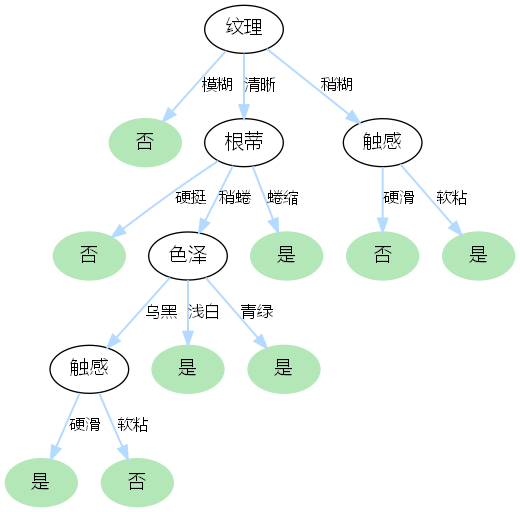 纹理
模糊 清晰 稍糊
否 根蒂 触感
硬挺 稍蜷 蜷缩 硬滑 软粘
否 色泽 是 否 是
乌黑 浅白 青绿
触感 是 是
硬滑 软粘
是 否